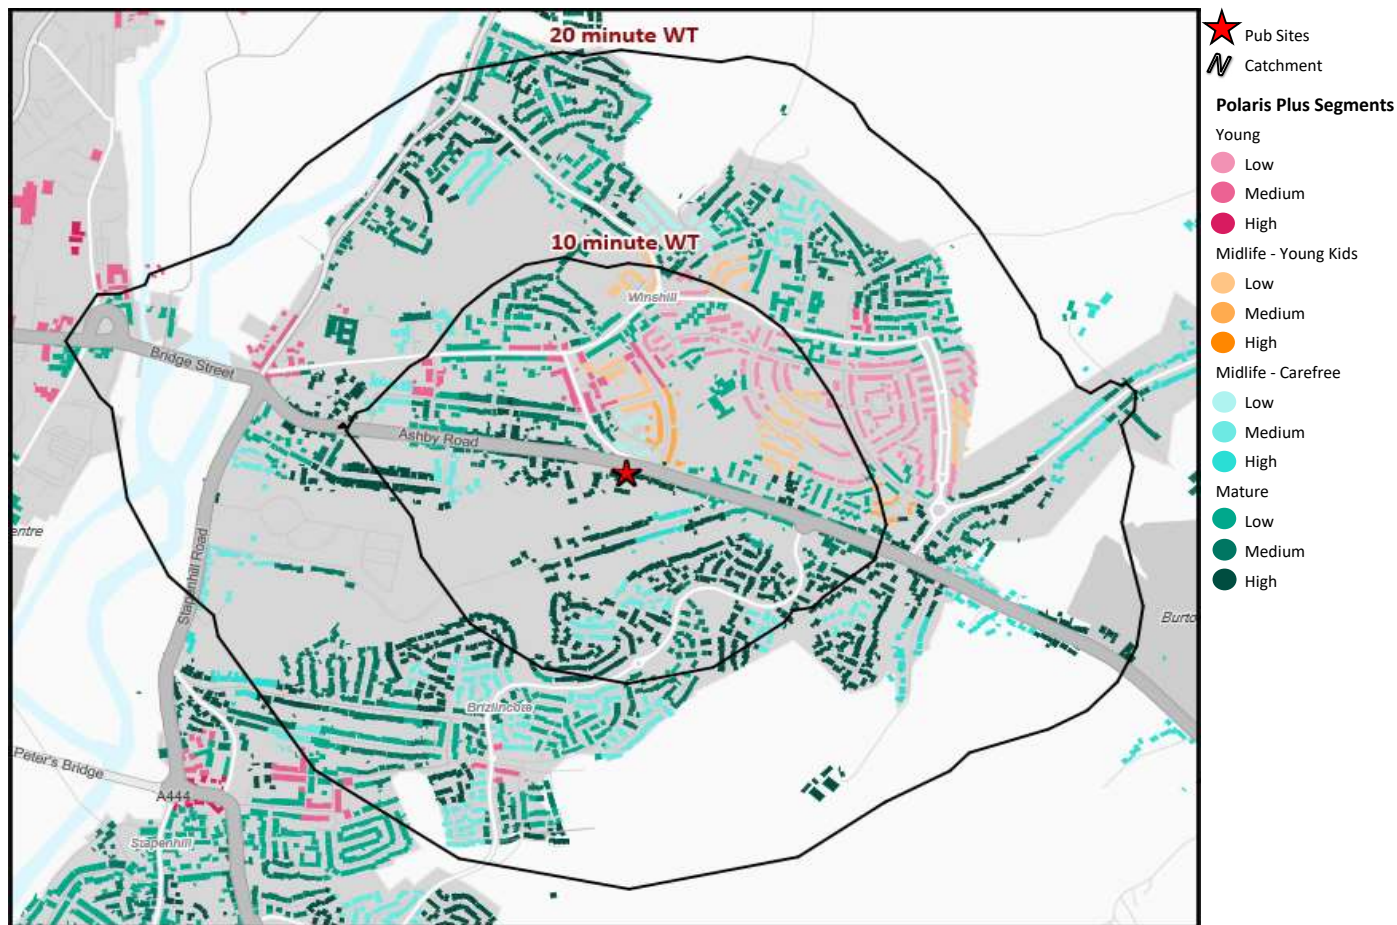 20 minute WT
10 minute WT
Winshill
Bridge Street
Ashby Road
entre
Stapenhill Road
Burto
Brizlincote
Peter's Bridge
A444
Stapenhill
Pub Sites
Catchment
Polaris Plus Segments
Young
Low
Medium
High
Midlife - Young Kids
Low
Medium
High
Midlife - Carefree
Low
Medium
High
Mature
Low
Medium
High